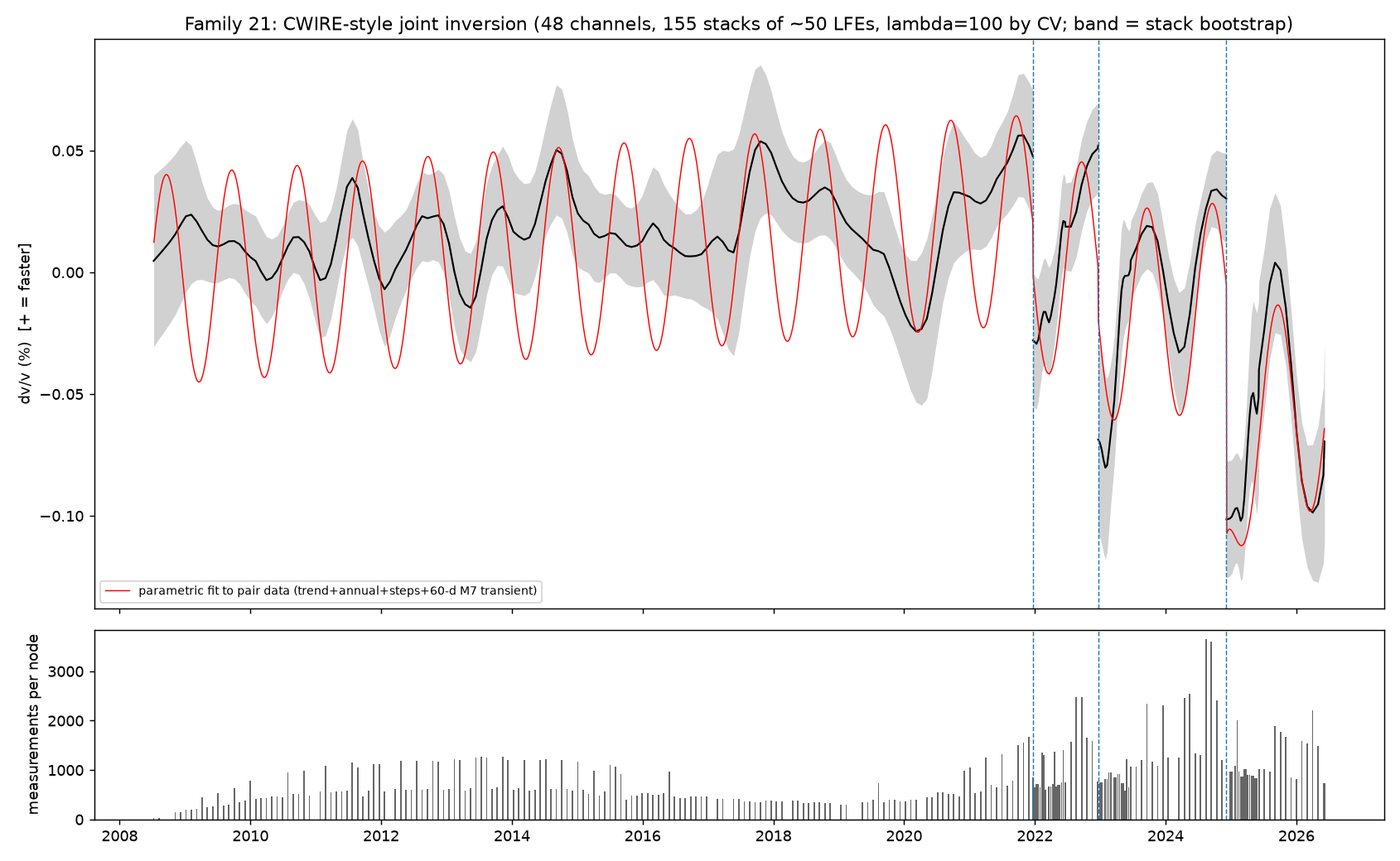 Family 21: CWIRE-style joint inversion (48 channels, 155 stacks of ~50 LFEs, lambda=100 by CV; band = stack bootstrap)
dv/v (%)  [+ = faster]
0.05
0.00
−0.05
−0.10
parametric fit to pair data (trend+annual+steps+60-d M7 transient)
measurements per node
3000
2000
1000
0
2008 2010 2012 2014 2016 2018 2020 2022 2024 2026